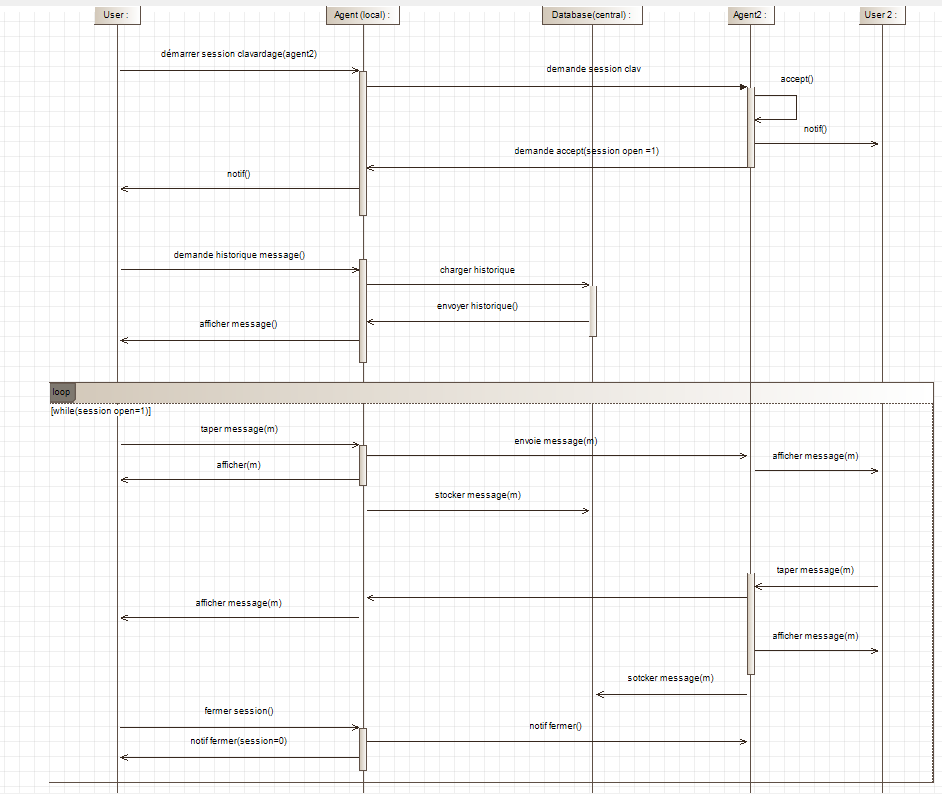 User :
Agent (local) :
Database(central) :
Agent2 :
User 2 :
démarrer session clavardage(agent2)
demande session clav
accept()
notif()
demande accept(session open =1)
notif()
demande historique message()
charger historique
envoyer historique()
afficher message()
loop
[while(session open=1)]
taper message(m)
envoie message(m)
afficher message(m)
afficher(m)
stocker message(m)
taper message(m)
afficher message(m)
afficher message(m)
sotcker message(m)
fermer session()
notif fermer()
notif fermer(session=0)